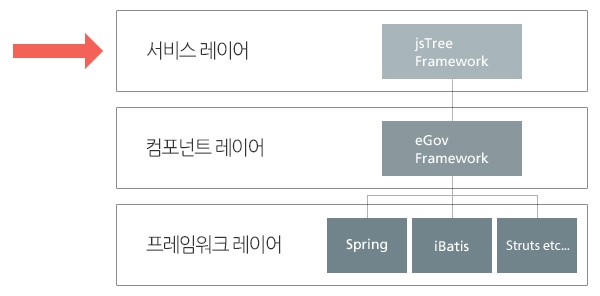 서비스 레이어
jsTree
Framework
컴포넌트 레이어
eGov
Framework
프레임워크 레이어
Spring
iBatis
Struts etc...